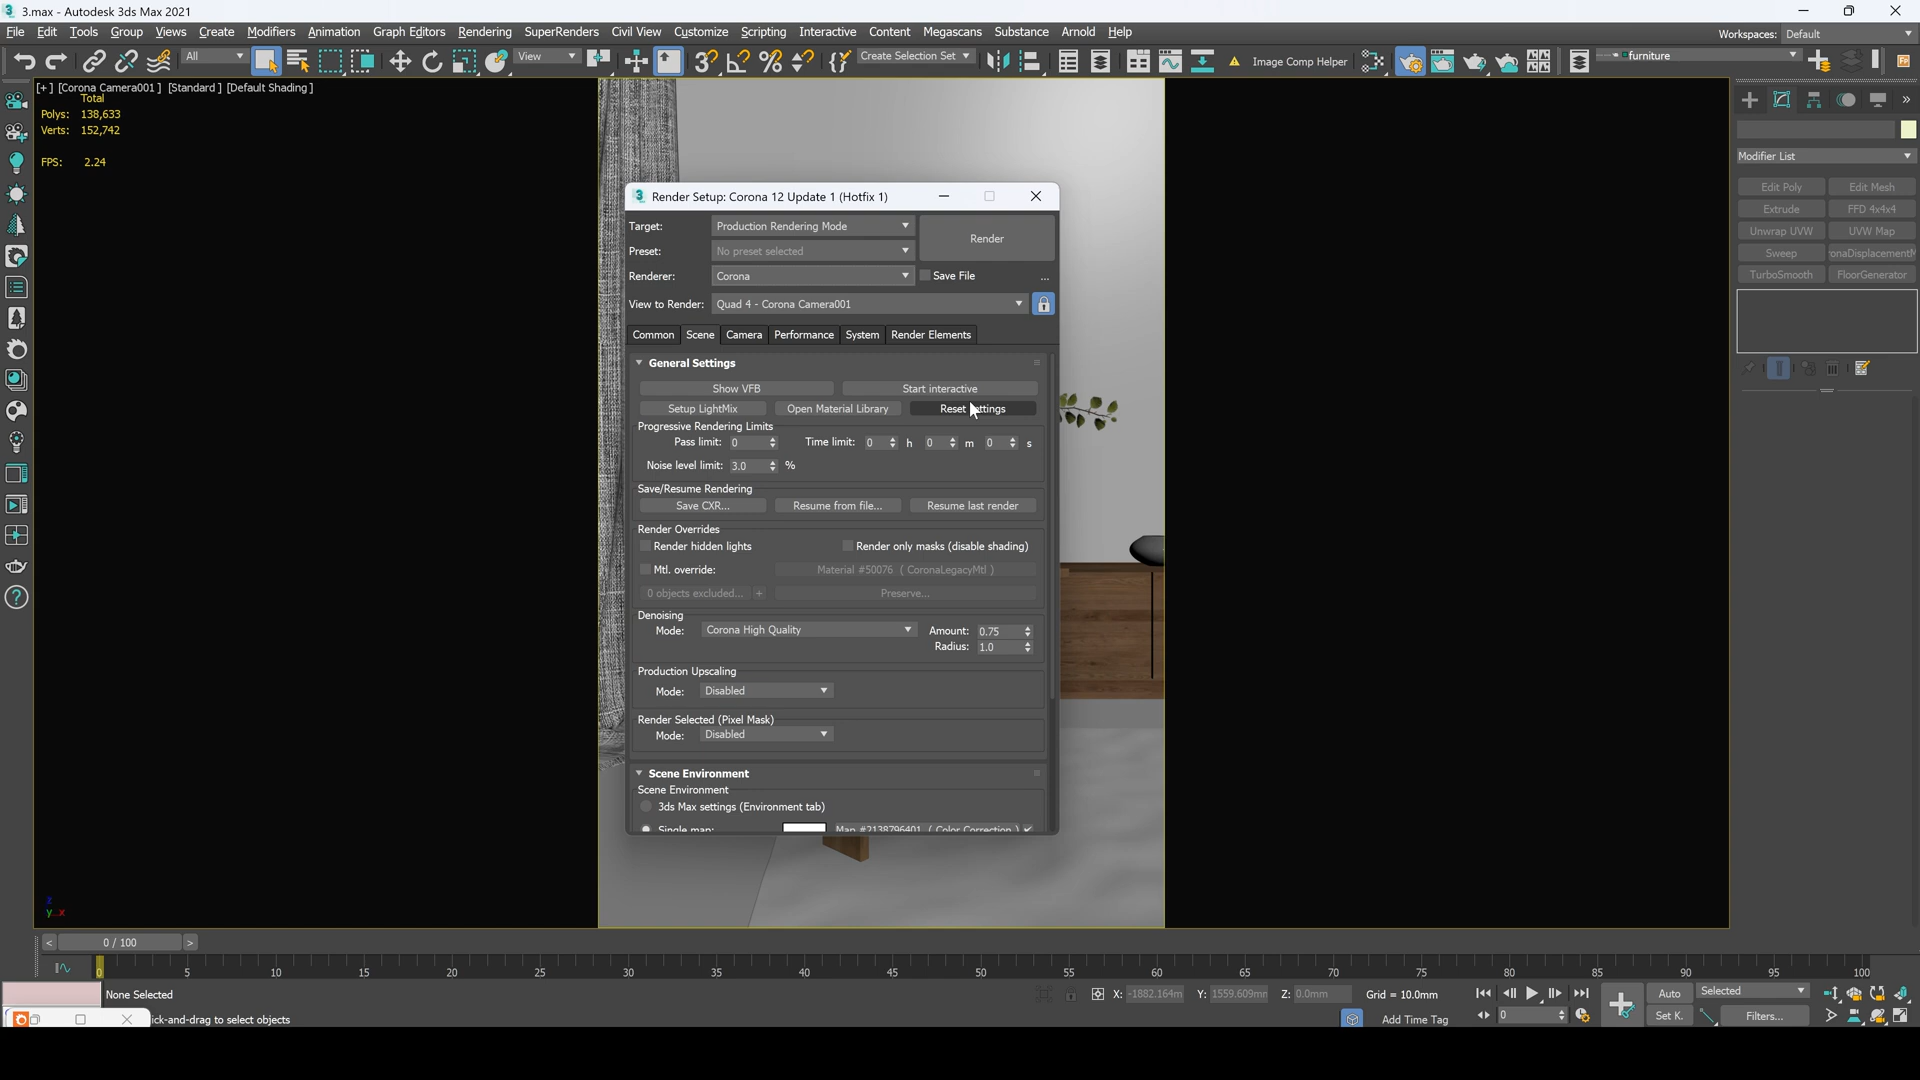 3.max - Autodesk 3ds Max 2021
File Edit Tools Group Views Create Modifiers Animation Graph Editors Rendering SuperRenders Civil View Customize Scripting Interactive Content Megascans Substance Arnold Help
Workspaces: Default
All
View
Create Selection Set
Image Comp Helper
furniture
[+] [Corona Camera001 ] [Standard ] [Default Shading ]
Total
Polys: 138,633
Verts: 152,742
FPS: 2.24
Modifier List
Edit Poly Edit Mesh
Extrude FFD 4x4x4
Unwrap UVW UVW Map
Sweep onaDisplacementM
TurboSmooth FloorGenerator
Render Setup: Corona 12 Update 1 (Hotfix 1)
Target: Production Rendering Mode
Render
Preset: No preset selected
Renderer: Corona
Save File ...
View to Render: Quad 4 - Corona Camera001
Common Scene Camera Performance System Render Elements
General Settings
Show VFB Start interactive
Setup LightMix Open Material Library Reset ettings
Progressive Rendering Limits
Pass limit: 0 Time limit: 0 h 0 m 0 s
Noise level limit: 3.0 %
Save/Resume Rendering
Save CXR... Resume from file... Resume last render
Render Overrides
Render hidden lights Render only masks (disable shading)
Mtl. override: Material #50076 ( CoronaLegacyMtl )
0 objects excluded... + Preserve...
Denoising
Mode: Corona High Quality Amount: 0.75
Radius: 1.0
Production Upscaling
Mode: Disabled
Render Selected (Pixel Mask)
Mode: Disabled
Scene Environment
Scene Environment
3ds Max settings (Environment tab)
Single map: Map #2138796401 ( Color Correction )
z
y x
< 0 / 100 >
0 5 10 15 20 25 30 35 40 45 50 55 60 65 70 75 80 85 90 95 100
None Selected
X: -1882.164m Y: 1559.609mm Z: 0.0mm Grid = 10.0mm
Auto Selected
ick-and-drag to select objects
Add Time Tag
0
Set K. Filters...